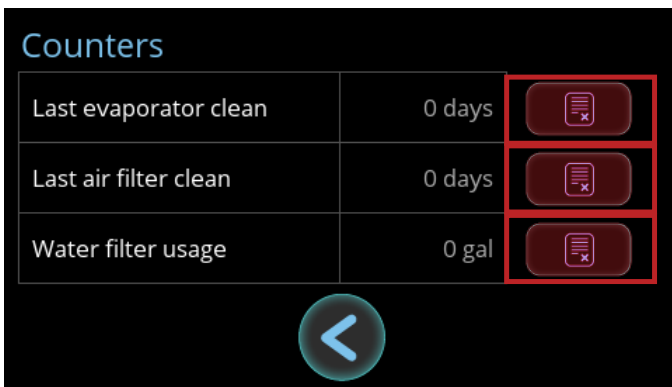 Counters
Last evaporator clean 0 days
Last air filter clean 0 days
Water filter usage 0 gal